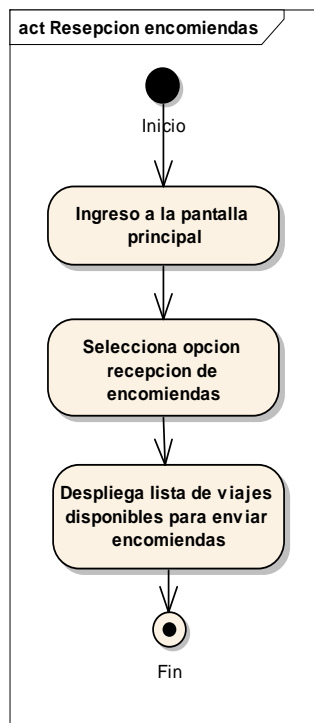 act Resepcion encomiendas
Inicio
Ingreso a la pantalla
principal
Selecciona opcion
recepcion de
encomiendas
Despliega lista de viajes
disponibles para enviar
encomiendas
Fin